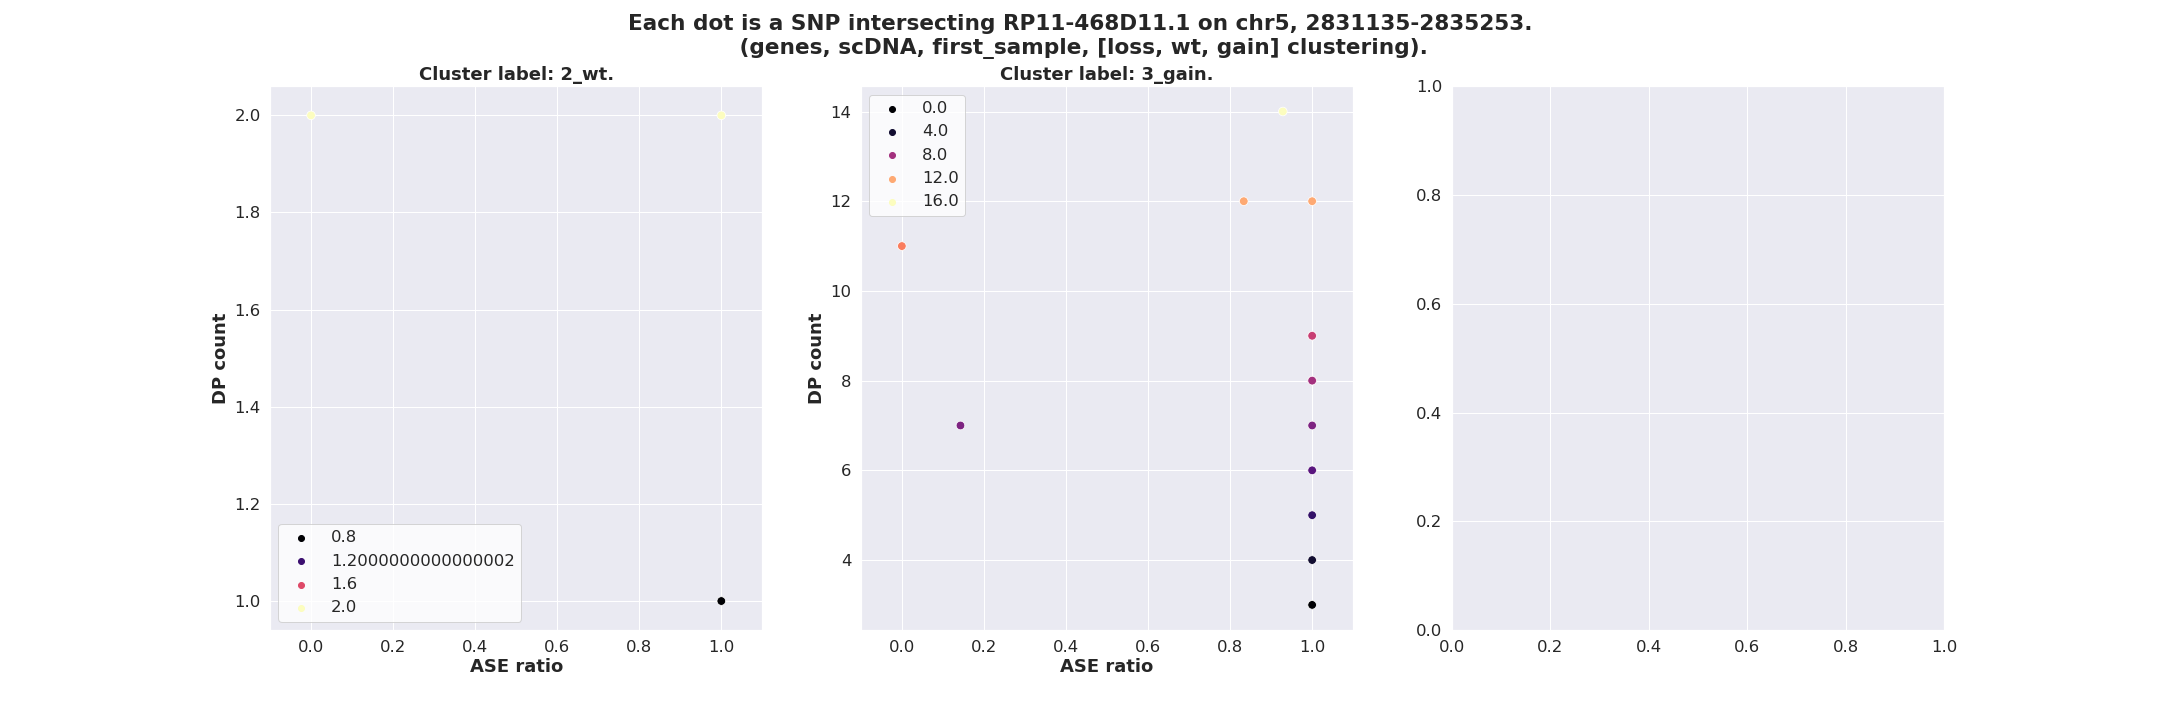 Each dot is a SNP intersecting RP11-468D11.1 on chr5, 2831135-2835253.
(genes, scDNA, first_sample, [loss, wt, gain] clustering).
Cluster label: 2_wt.
DP count
2.0
1.8
1.6
1.4
1.2
1.0
0.8
1.2000000000000002
1.6
2.0
0.0 0.2 0.4 0.6 0.8 1.0
ASE ratio
Cluster label: 3_gain.
DP count
14
12
10
8
6
4
0.0
4.0
8.0
12.0
16.0
0.0 0.2 0.4 0.6 0.8 1.0
ASE ratio
1.0
0.8
0.6
0.4
0.2
0.0
0.0 0.2 0.4 0.6 0.8 1.0